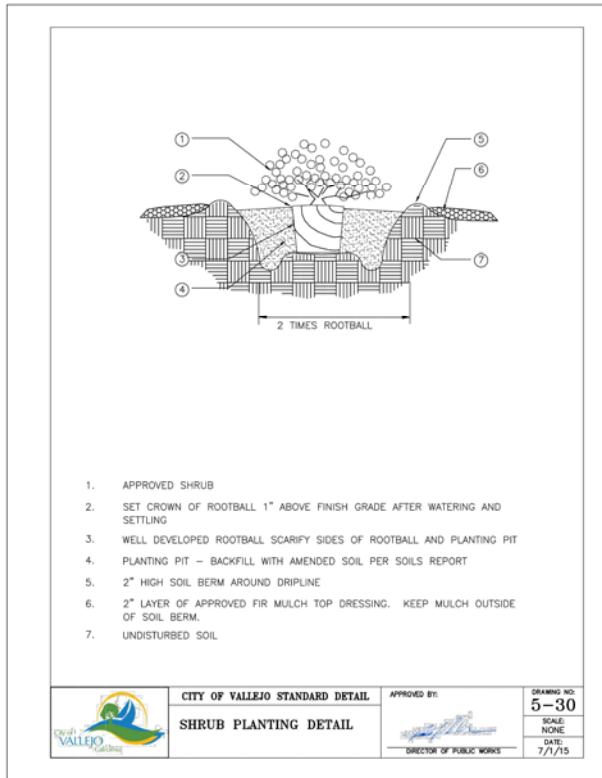 1
2
3
4
5
6
7
2 TIMES ROOTBALL
1. APPROVED SHRUB
2. SET CROWN OF ROOTBALL 1" ABOVE FINISH GRADE AFTER WATERING AND
SETTLING
3. WELL DEVELOPED ROOTBALL SCARIFY SIDES OF ROOTBALL AND PLANTING PIT
4. PLANTING PIT – BACKFILL WITH AMENDED SOIL PER SOILS REPORT
5. 2" HIGH SOIL BERM AROUND DRIPLINE
6. 2" LAYER OF APPROVED FIR MULCH TOP DRESSING. KEEP MULCH OUTSIDE
OF SOIL BERM.
7. UNDISTURBED SOIL
CITY OF
VALLEJO
California
CITY OF VALLEJO STANDARD DETAIL
SHRUB PLANTING DETAIL
APPROVED BY:
DIRECTOR OF PUBLIC WORKS
DRAWING NO:
5-30
SCALE:
NONE
DATE:
7/1/15